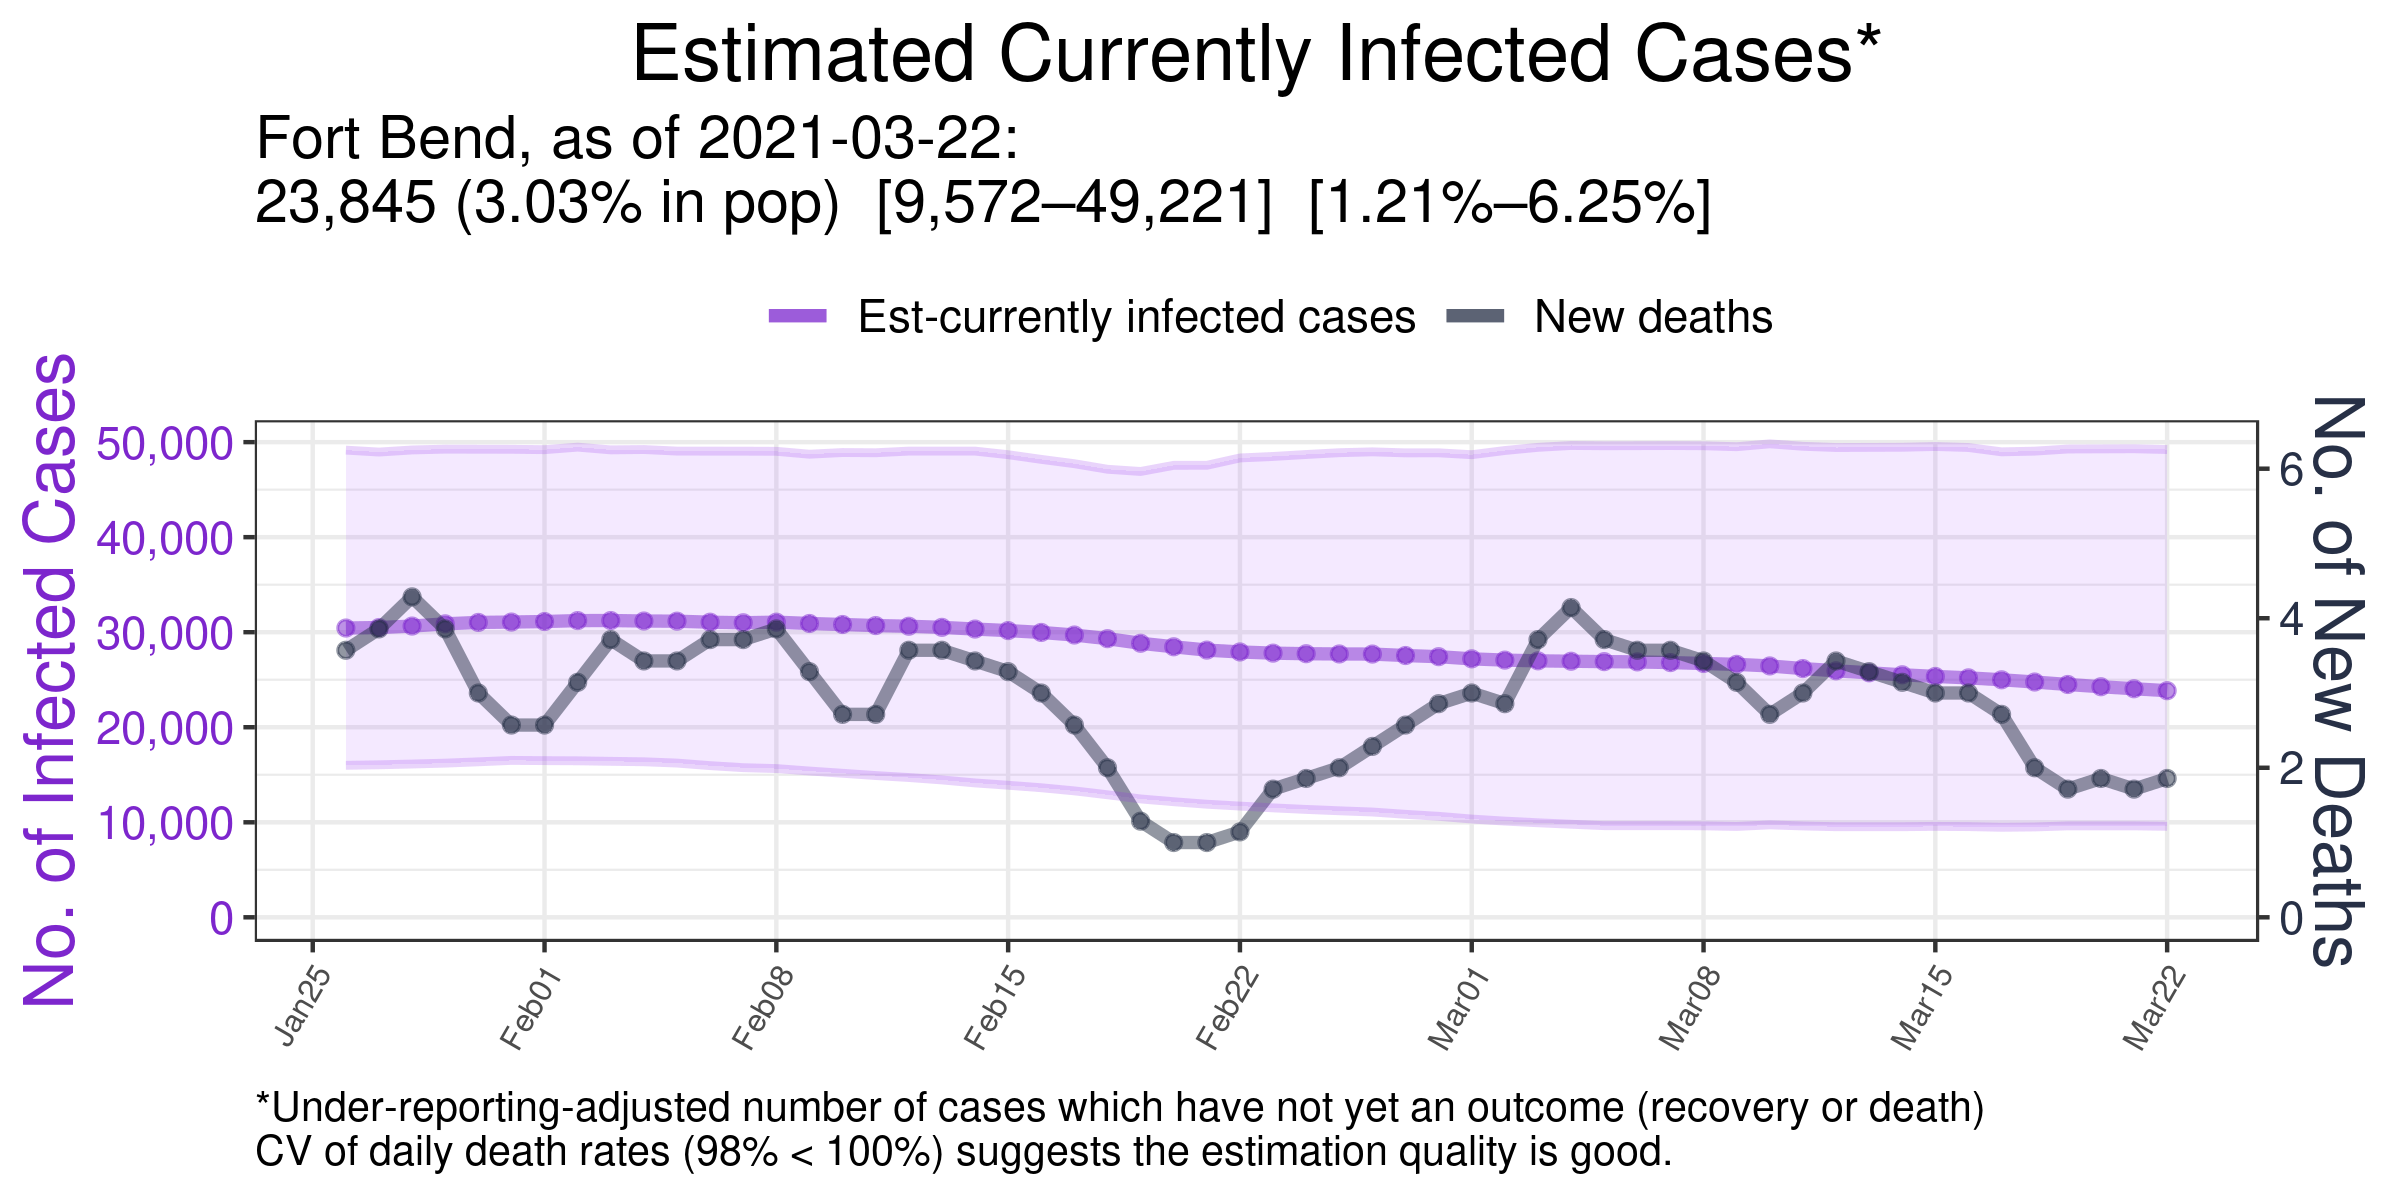 Estimated Currently Infected Cases*
Fort Bend, as of 2021-03-22:
23,845 (3.03% in pop)  [9,572–49,221]  [1.21%–6.25%]
Est-currently infected cases
New deaths
No. of Infected Cases
50,000
40,000
30,000
20,000
10,000
0
No. of New Deaths
6
4
2
0
Jan25
Feb01
Feb08
Feb15
Feb22
Mar01
Mar08
Mar15
Mar22
*Under-reporting-adjusted number of cases which have not yet an outcome (recovery or death)
CV of daily death rates (98% < 100%) suggests the estimation quality is good.